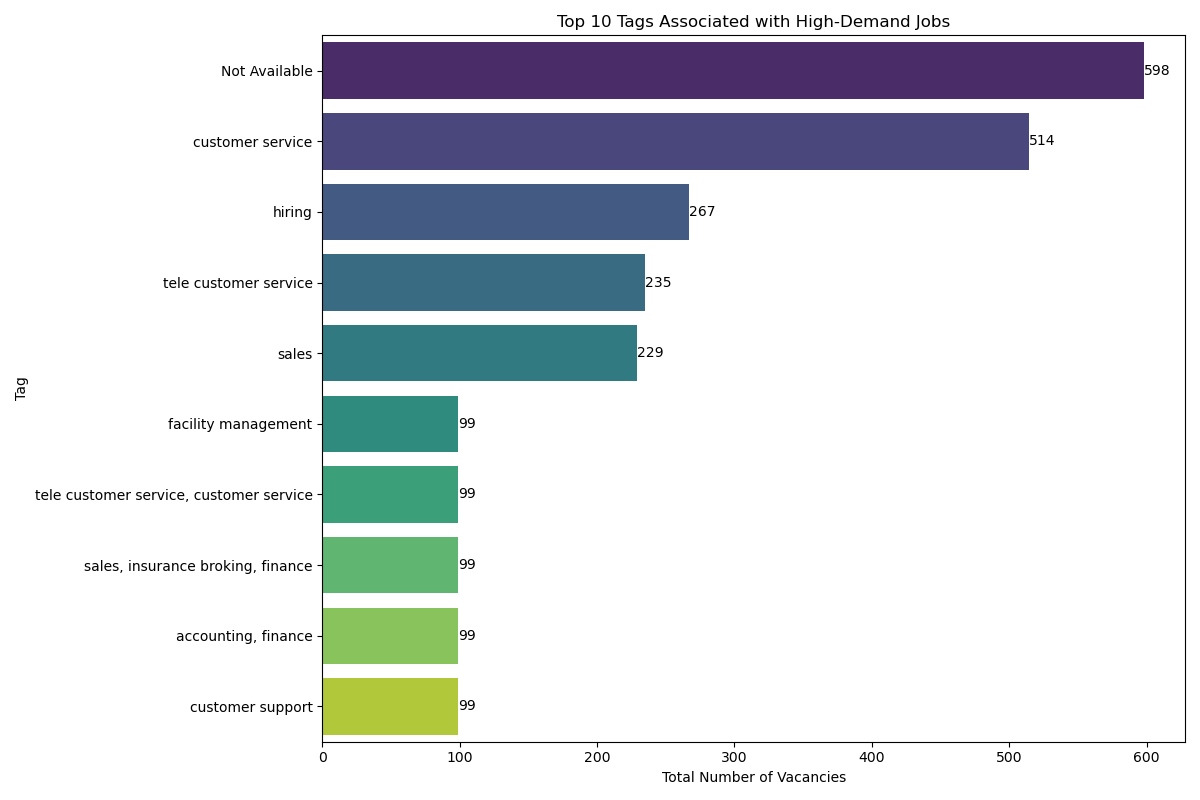 Top 10 Tags Associated with High-Demand Jobs
Tag
Not Available 598
customer service 514
hiring 267
tele customer service 235
sales 229
facility management 99
tele customer service, customer service 99
sales, insurance broking, finance 99
accounting, finance 99
customer support 99
0 100 200 300 400 500 600
Total Number of Vacancies